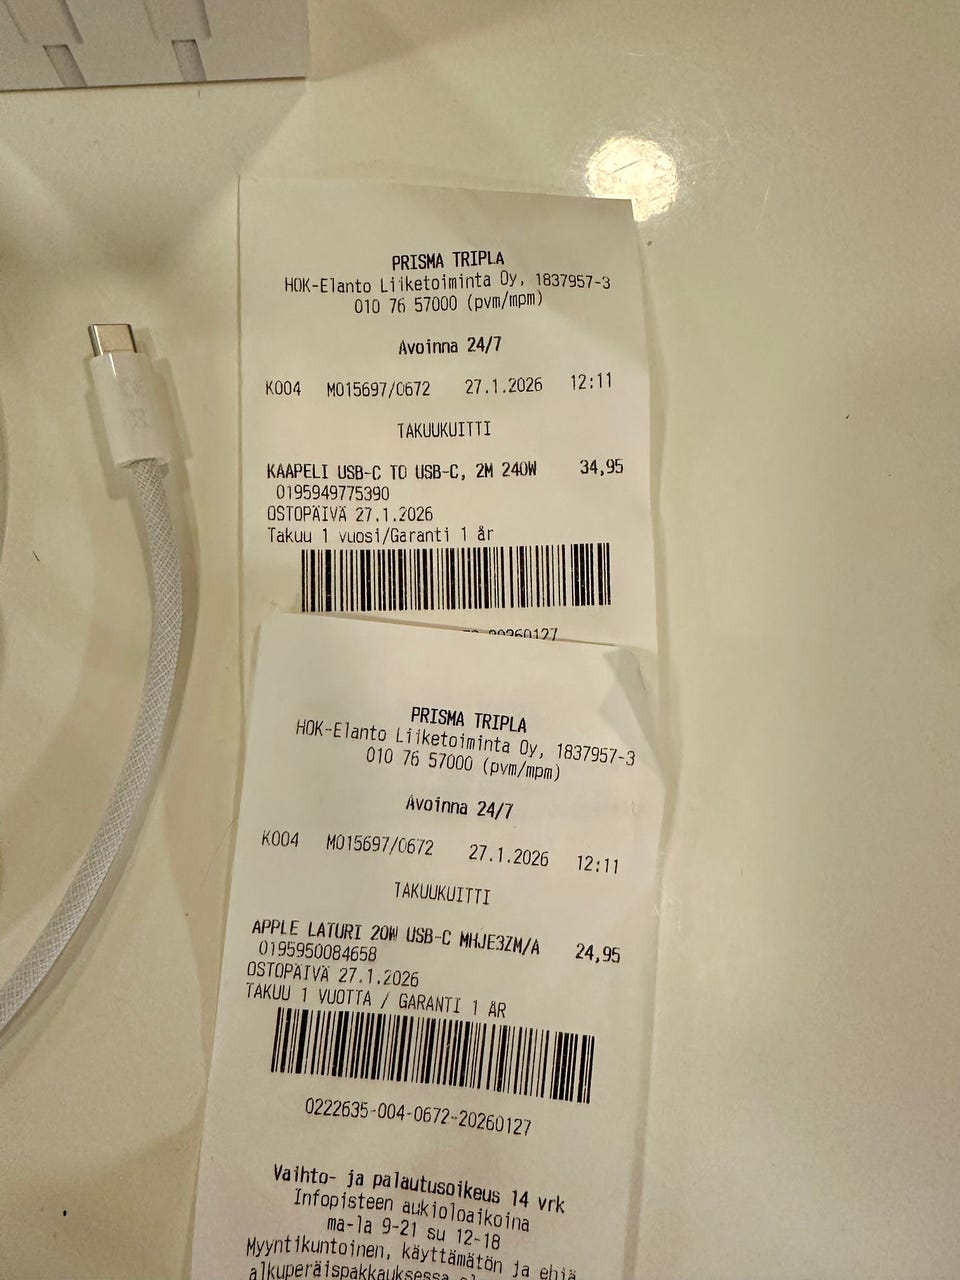 PRISMA TRIPLA
HOK-Elanto Liiketoiminta Oy, 1837957-3
010 76 57000 (pvm/mpm)
Avoinna 24/7
K004 M015697/0672 27.1.2026 12:11
TAKUUKUITTI
KAAPELI USB-C TO USB-C, 2M 240W 34,95
0195949775390
OSTOPÄIVÄ 27.1.2026
Takuu 1 vuosi/Garanti 1 år
20260127
PRISMA TRIPLA
HOK-Elanto Liiketoiminta Oy, 1837957-3
010 76 57000 (pvm/mpm)
Avoinna 24/7
K004 M015697/0672 27.1.2026 12:11
TAKUUKUITTI
APPLE LATURI 20W USB-C MHJE3ZM/A 24,95
0195950084658
OSTOPÄIVÄ 27.1.2026
TAKUU 1 VUOTTA / GARANTI 1 ÅR
0222635-004-0672-20260127
Vaihto- ja palautusoikeus 14 vrk
Infopisteen aukioloaikoina
ma-la 9-21 su 12-18
Myyntikuntoinen, käyttämätön ja ehjä
alkuperäispakkauksessa